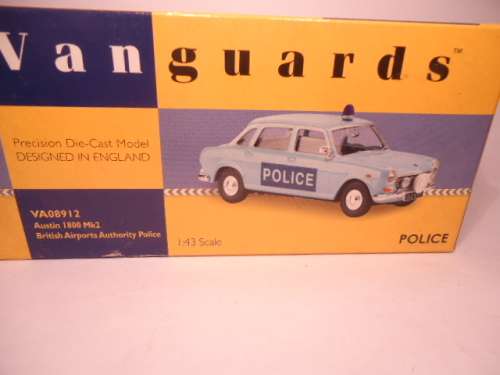 Vanguards™
Precision Die-Cast Model
DESIGNED IN ENGLAND
POLICE
VA08912
Austin 1800 Mk2
British Airports Authority Police
1:43 Scale
POLICE